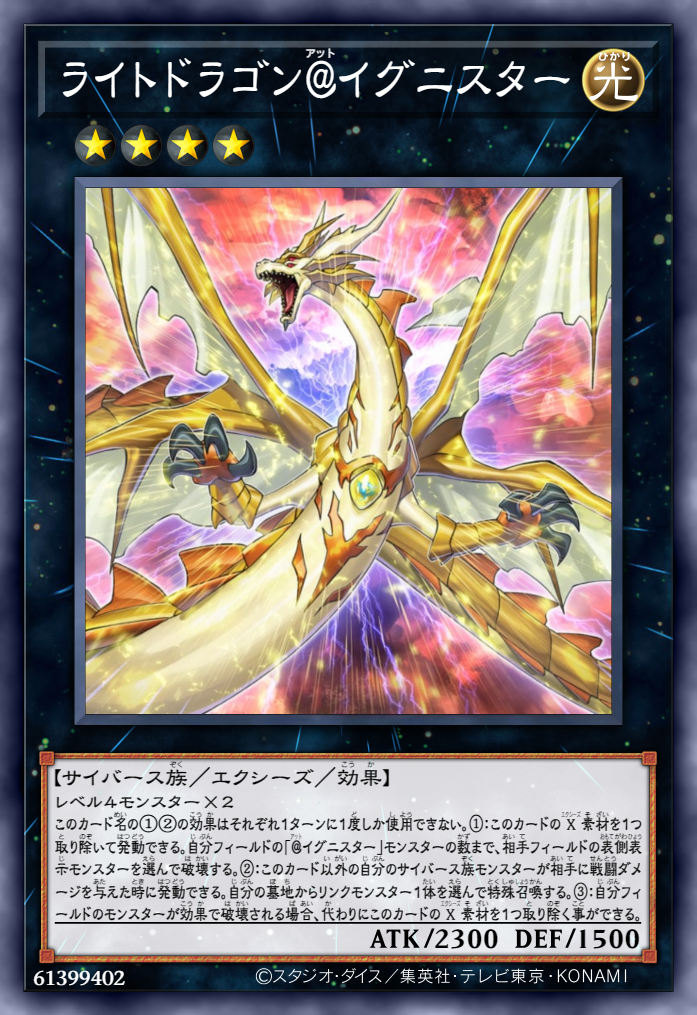 ライトドラゴン@イグニスター
アット
光
ひかり
【サイバース族／エクシーズ／効果】
レベル４モンスター×２
このカード名の①②の効果はそれぞれ1ターンに1度しか使用できない。①：このカードの X 素材を1つ
取り除いて発動できる。自分フィールドの「@イグニスター」モンスターの数まで、相手フィールドの表側表
示モンスターを選んで破壊する。②：このカード以外の自分のサイバース族モンスターが相手に戦闘ダメ
ージを与えた時に発動できる。自分の墓地からリンクモンスター1体を選んで特殊召喚する。③：自分フィ
ールドのモンスターが効果で破壊される場合、代わりにこのカードの X 素材を1つ取り除く事ができる。
ATK/2300 DEF/1500
61399402
©スタジオ・ダイス／集英社・テレビ東京・KONAMI